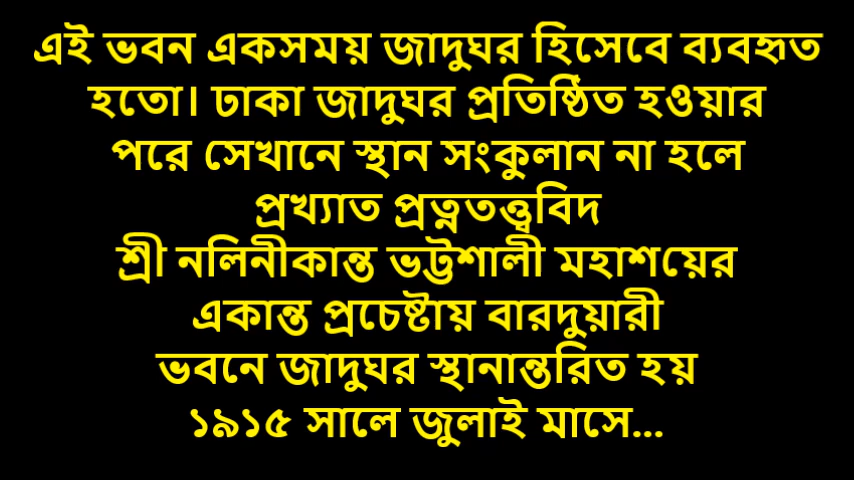 এই ভবন একসময় জাদুঘর হিসেবে ব্যবহৃত
হতো। ঢাকা জাদুঘর প্রতিষ্ঠিত হওয়ার
পরে সেখানে স্থান সংকুলান না হলে
প্রখ্যাত প্রত্নতত্ত্ববিদ
শ্রী নলিনীকান্ত ভট্টশালী মহাশয়ের
একান্ত প্রচেষ্টায় বারদুয়ারী
ভবনে জাদুঘর স্থানান্তরিত হয়
১৯১৫ সালে জুলাই মাসে...